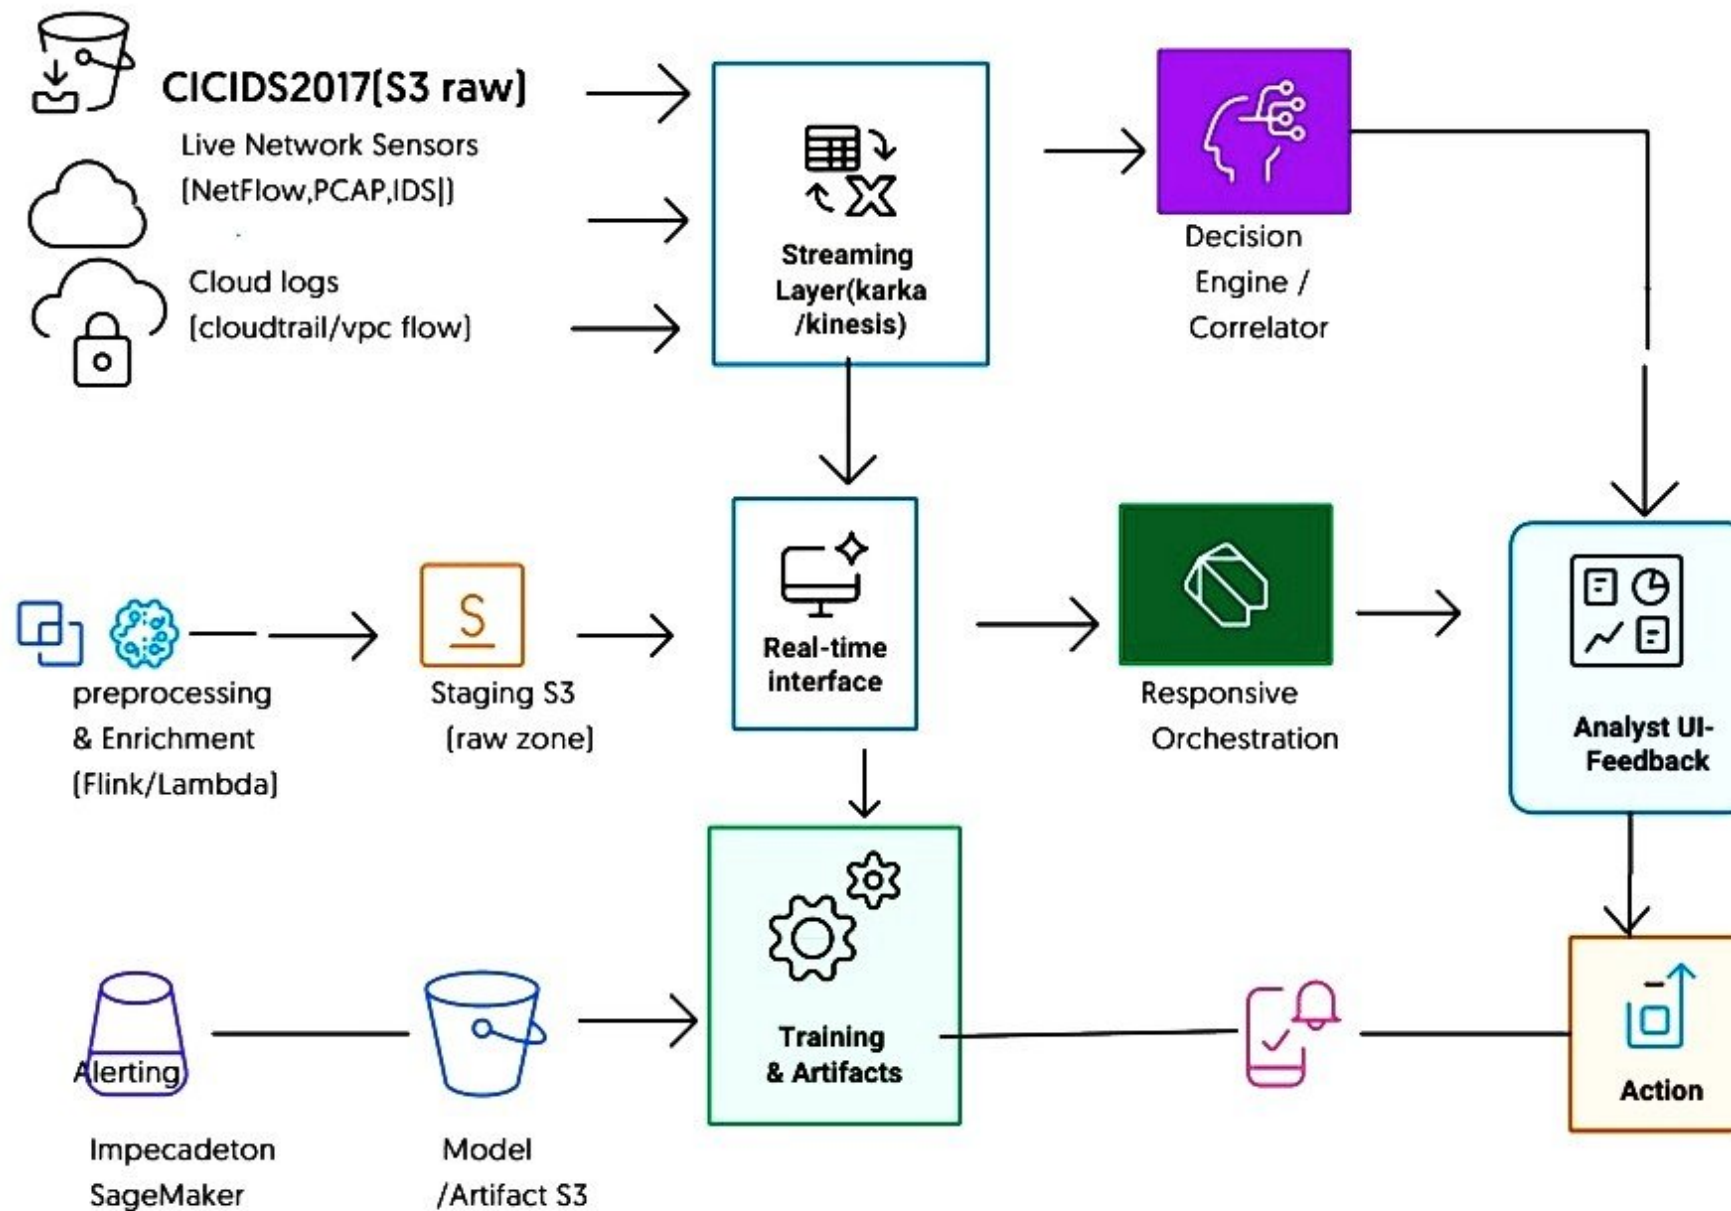 CICIDS2017(S3 raw)
Live Network Sensors
(NetFlow,PCAP,IDS|)
Cloud logs
(cloudtrail/vpc flow)
Streaming
Layer(karka
/kinesis)
Decision
Engine /
Correlator
preprocessing
& Enrichment
(Flink/Lambda)
S
Staging S3
(raw zone)
Real-time
interface
Responsive
Orchestration
Analyst UI-
Feedback
Alerting
Impecadeton
SageMaker
Model
/Artifact S3
Training
& Artifacts
Action